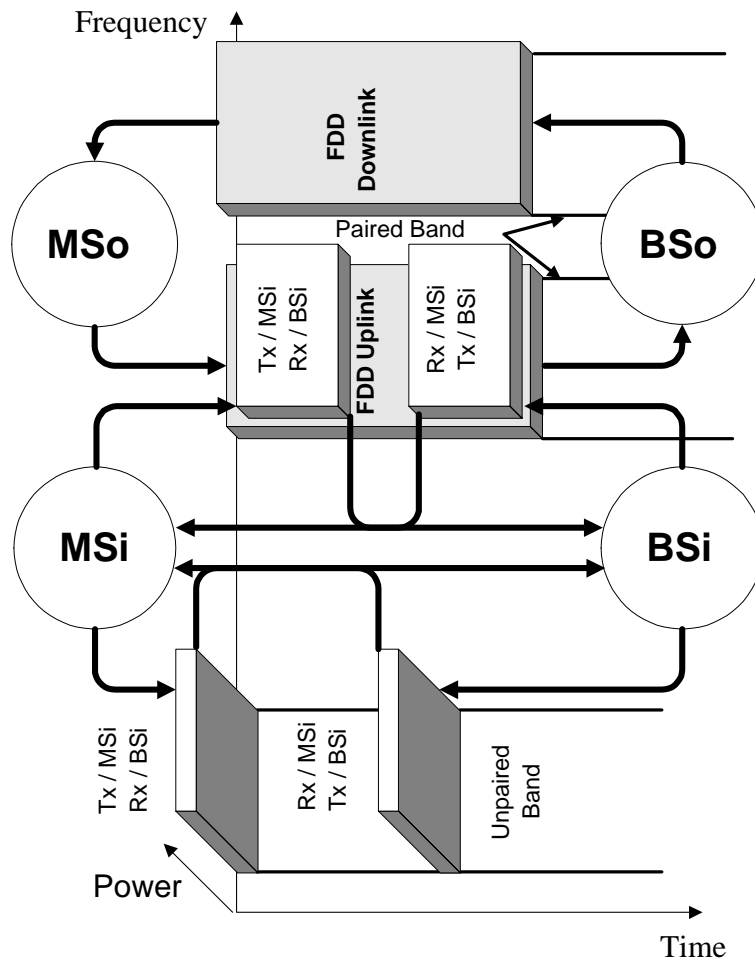 Frequency
FDD
Downlink
MSo
BSo
Paired Band
Tx / MSi
Rx / BSi
FDD Uplink
Rx / MSi
Tx / BSi
MSi
BSi
Tx / MSi
Rx / BSi
Rx / MSi
Tx / BSi
Unpaired
Band
Power
Time